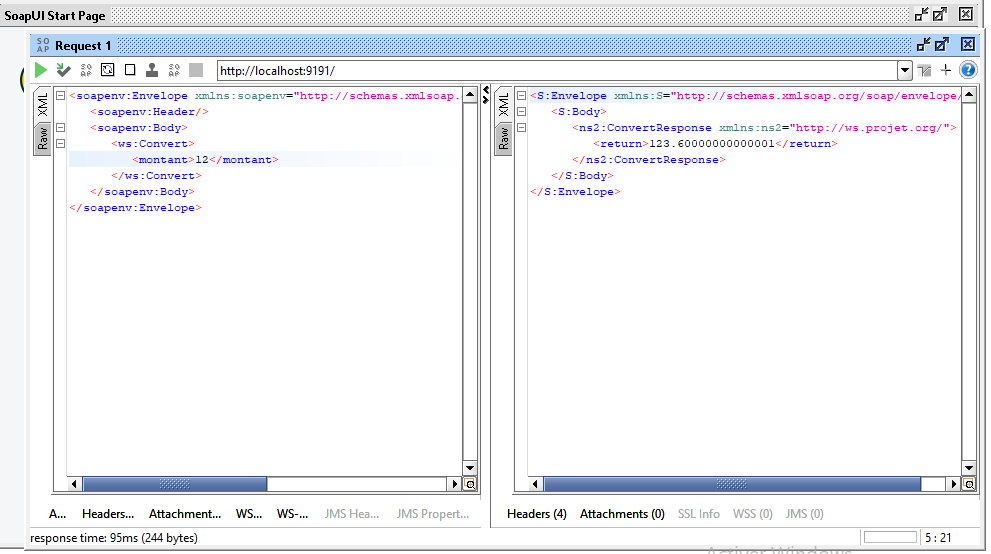 SoapUI Start Page
SO
AP
Request 1
http://localhost:9191/
XML
Raw
<soapenv:Envelope xmlns:soapenv="http://schemas.xmlsoap.
<soapenv:Header/>
<soapenv:Body>
<ws:Convert>
<montant>12</montant>
</ws:Convert>
</soapenv:Body>
</soapenv:Envelope>
XML
Raw
<S:Envelope xmlns:S="http://schemas.xmlsoap.org/soap/envelope/
<S:Body>
<ns2:ConvertResponse xmlns:ns2="http://ws.projet.org/">
<return>123.60000000000001</return>
</ns2:ConvertResponse>
</S:Body>
</S:Envelope>
A... Headers... Attachment... WS... WS-... JMS Hea... JMS Propert...
Headers (4) Attachments (0) SSL Info WSS (0) JMS (0)
response time: 95ms (244 bytes)
5 : 21
Activer Windows